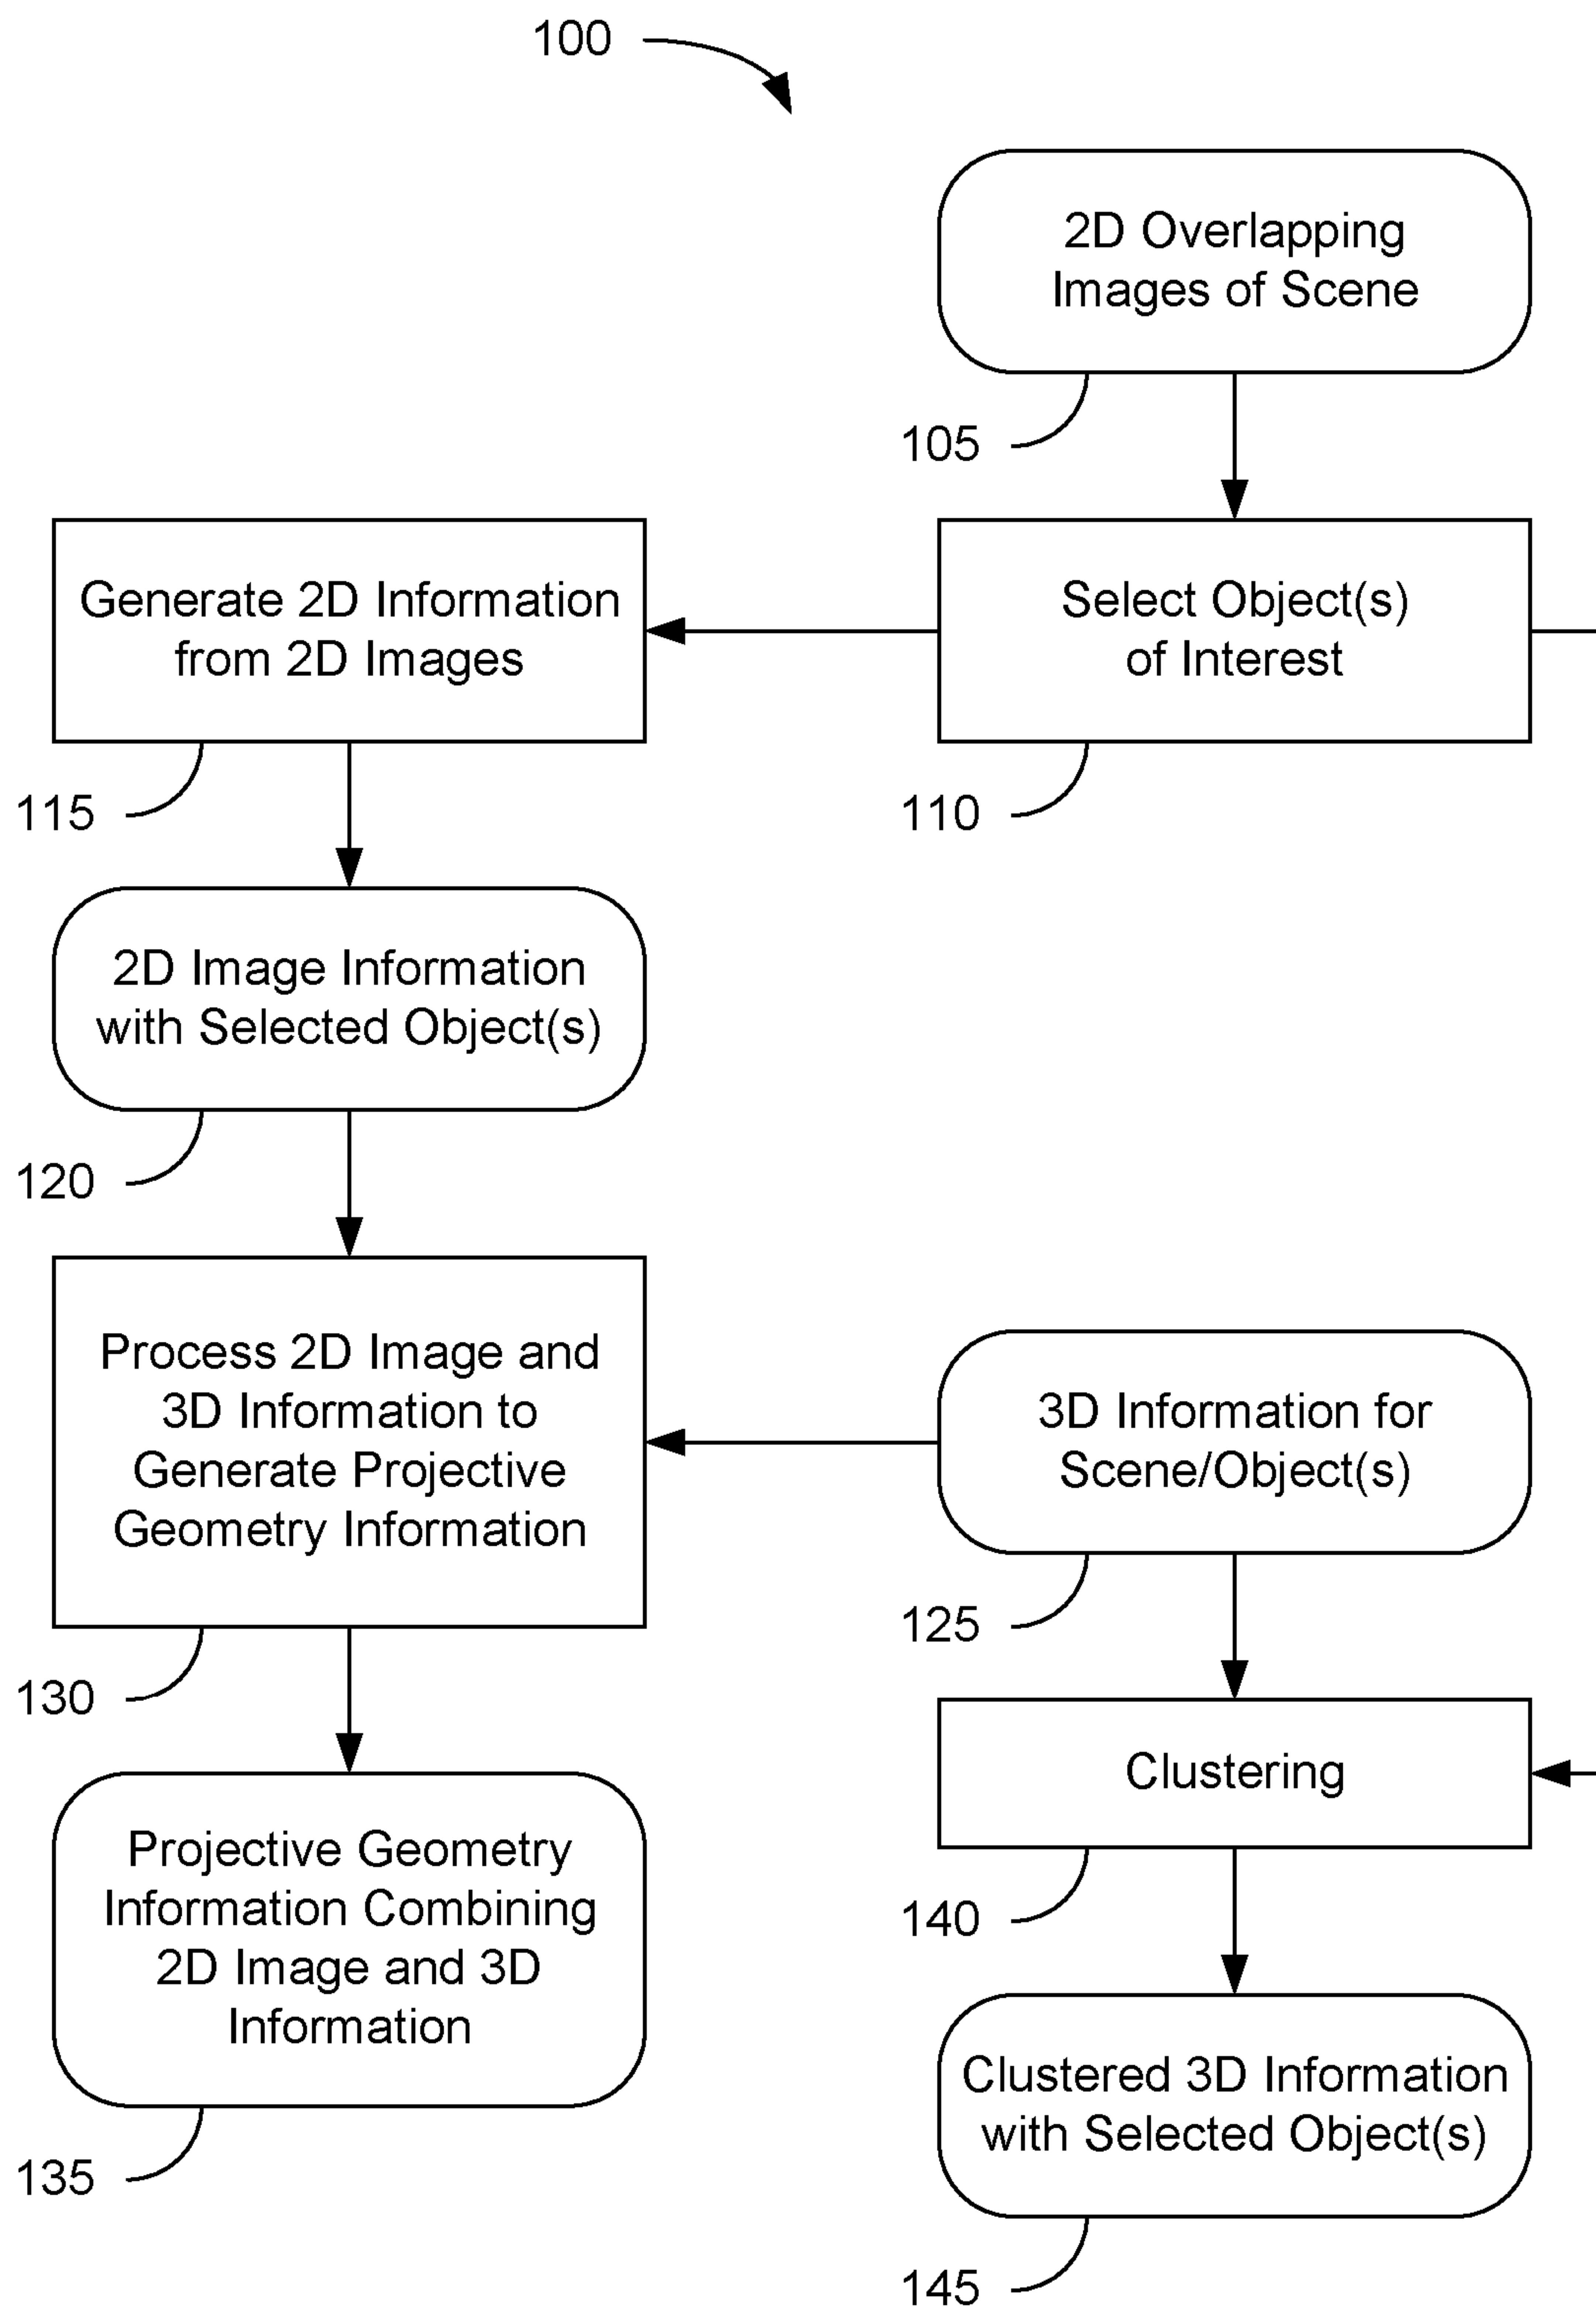 100
2D Overlapping
Images of Scene
105
Generate 2D Information
from 2D Images
115
Select Object(s)
of Interest
110
2D Image Information
with Selected Object(s)
120
Process 2D Image and
3D Information to
Generate Projective
Geometry Information
130
3D Information for
Scene/Object(s)
125
Clustering
140
Projective Geometry
Information Combining
2D Image and 3D
Information
135
Clustered 3D Information
with Selected Object(s)
145